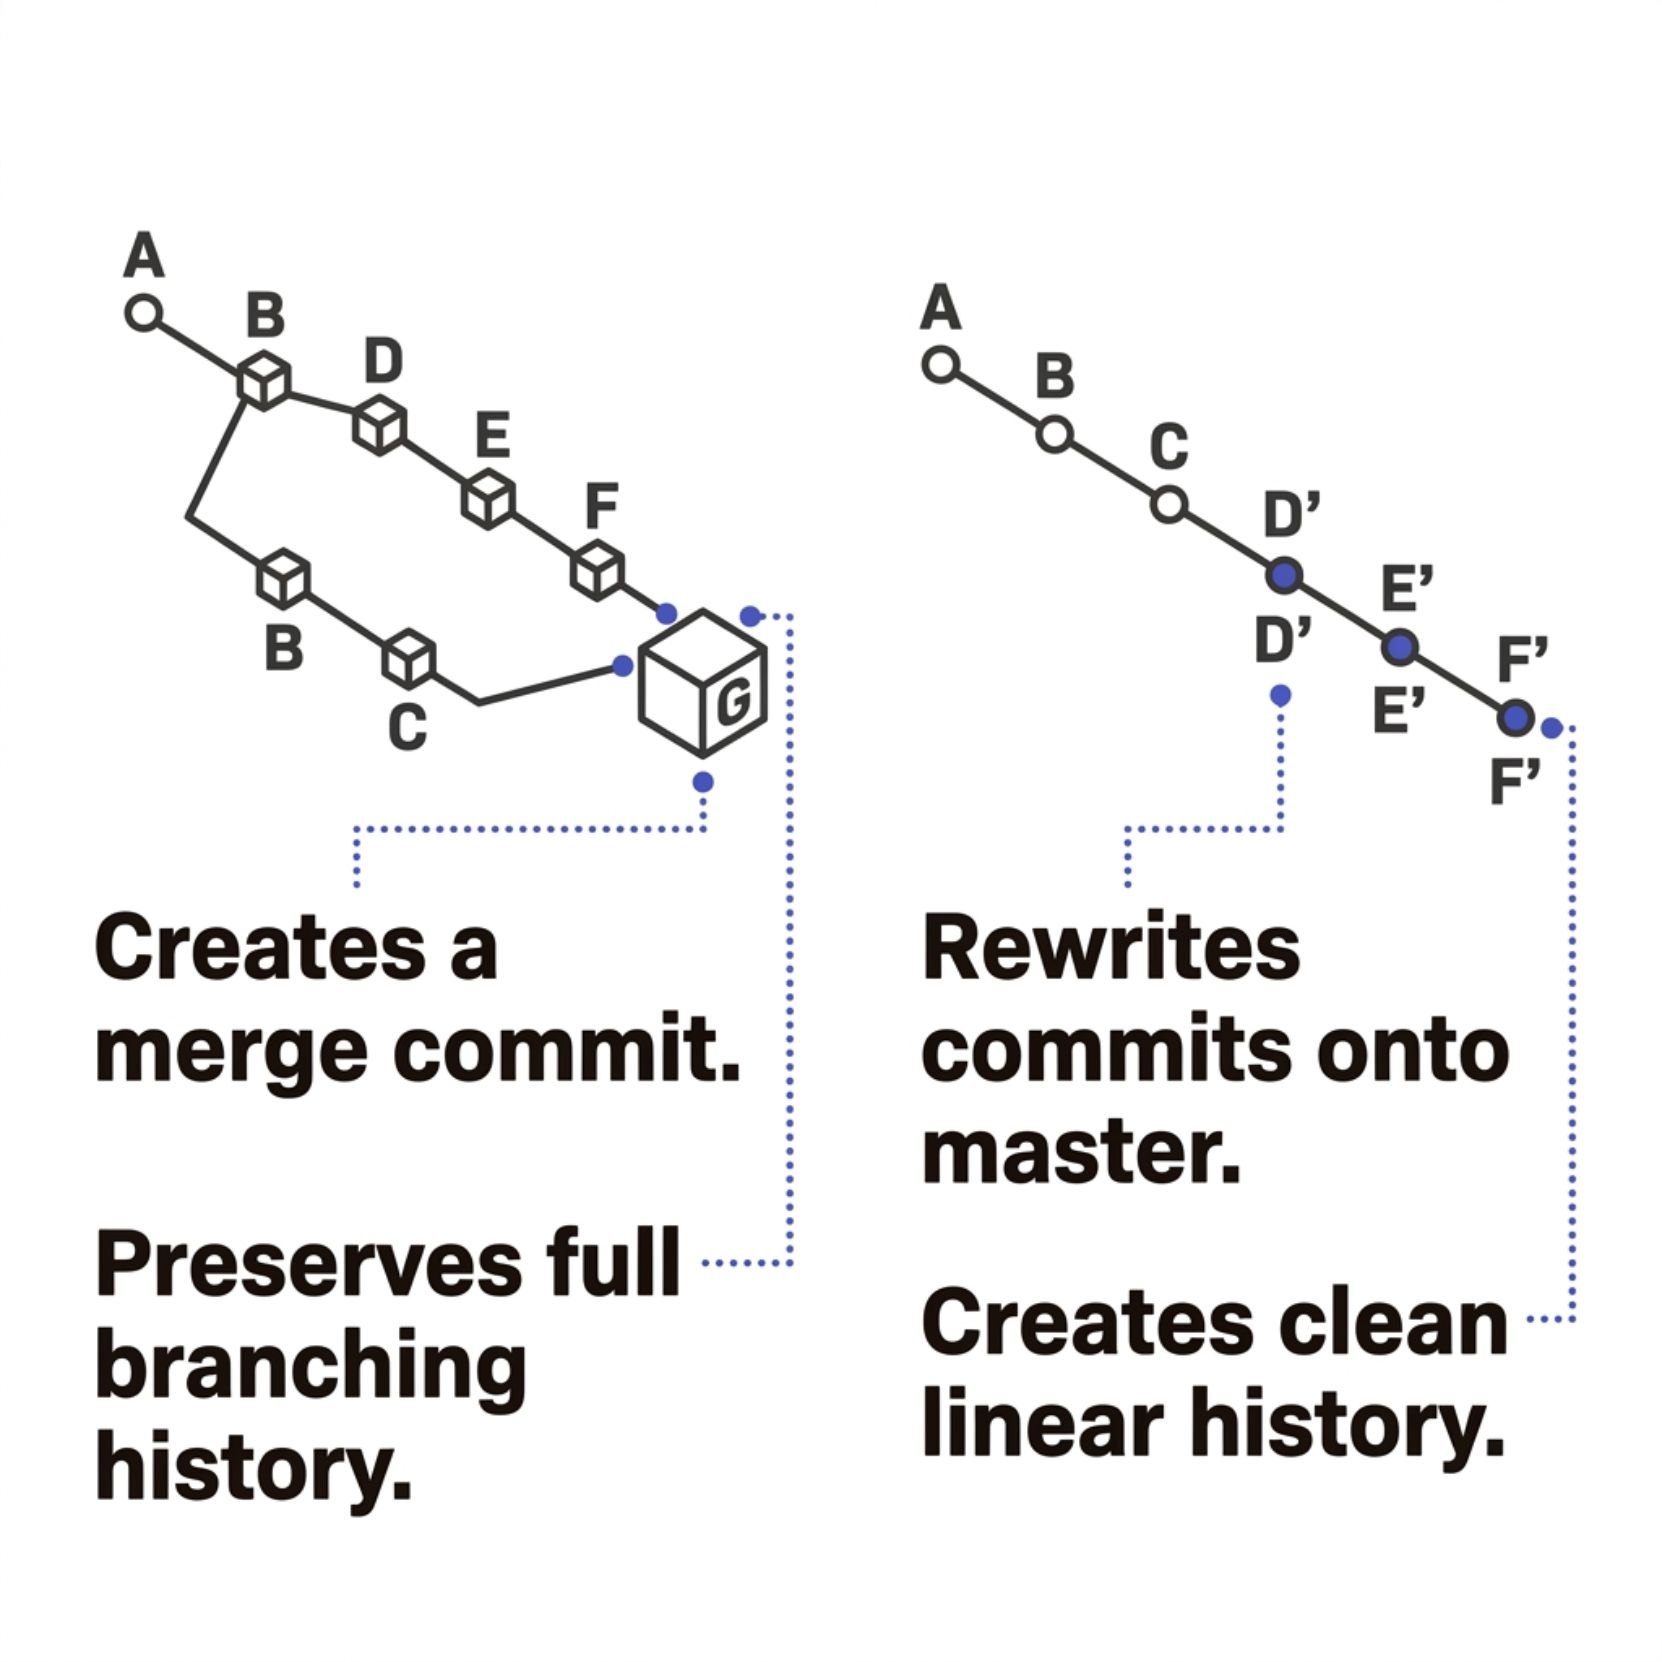 A
B
D
E
F
B
C
G
Creates a
merge commit.
Preserves full
branching
history.
A
B
C
D’
E’
F’
D’
E’
F’
Rewrites
commits onto
master.
Creates clean
linear history.